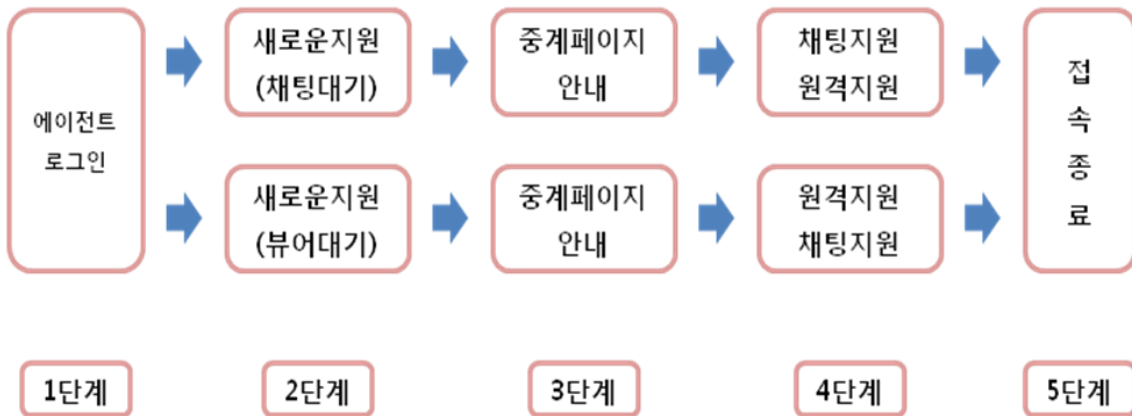 에이전트
로그인
새로운지원
(채팅대기)
중계페이지
안내
채팅지원
원격지원
새로운지원
(뷰어대기)
중계페이지
안내
원격지원
채팅지원
접
속
종
료
1단계
2단계
3단계
4단계
5단계